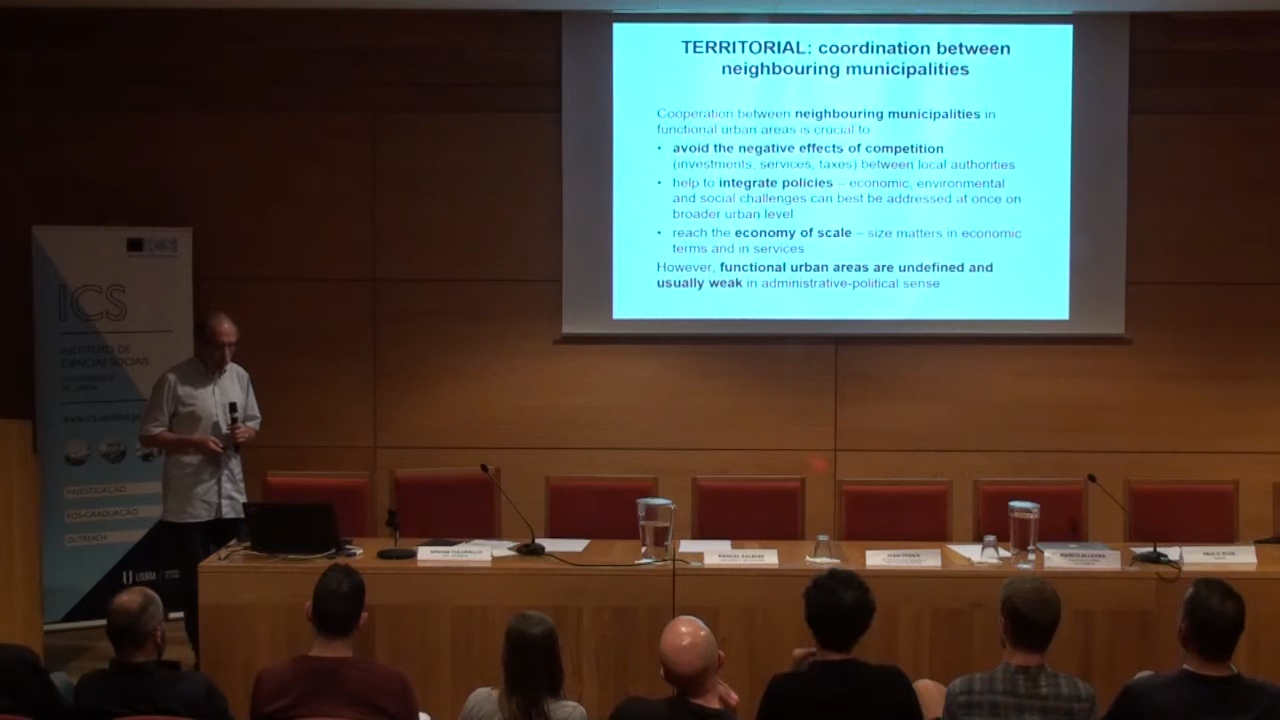 TERRITORIAL: coordination between
neighbouring municipalities
Cooperation between neighbouring municipalities in
functional urban areas is crucial to
• avoid the negative effects of competition
(investments, services, taxes) between local authorities
• help to integrate policies – economic, environmental
and social challenges can best be addressed at once on
broader urban level
• reach the economy of scale – size matters in economic
terms and in services
However, functional urban areas are undefined and
usually weak in administrative-political sense
ICS
INSTITUTO DE
CIÊNCIAS SOCIAIS
INVESTIGAÇÃO
PÓS-GRADUAÇÃO
OUTREACH
LISBOA
MANUEL AALBERS